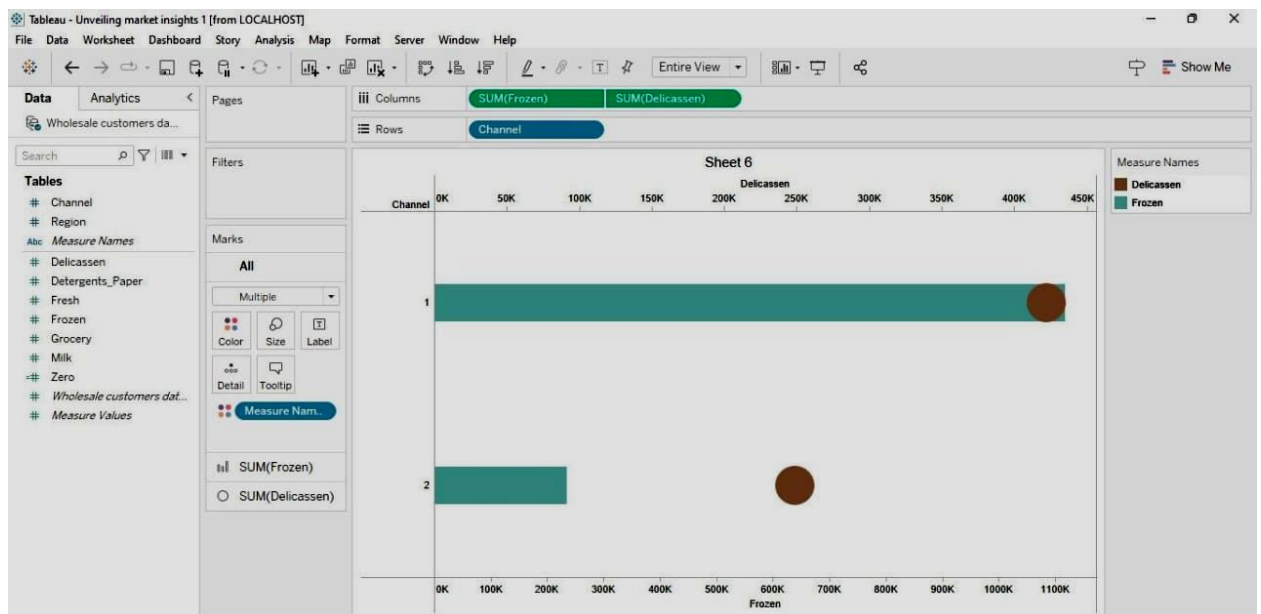 Tableau - Unveiling market insights 1 [from LOCALHOST]
File Data Worksheet Dashboard Story Analysis Map Format Server Window Help
Entire View
Show Me
Data Analytics
Wholesale customers da...
Search
Tables
# Channel
# Region
Abc Measure Names
# Delicassen
# Detergents_Paper
# Fresh
# Frozen
# Grocery
# Milk
=# Zero
# Wholesale customers dat...
# Measure Values
Pages
Filters
Marks
All
Multiple
Color Size Label
Detail Tooltip
Measure Nam..
SUM(Frozen)
SUM(Delicassen)
iii Columns SUM(Frozen) SUM(Delicassen)
Rows Channel
Sheet 6
Delicassen
Channel 0K 50K 100K 150K 200K 250K 300K 350K 400K 450K
1
2
0K 100K 200K 300K 400K 500K 600K 700K 800K 900K 1000K 1100K
Frozen
Measure Names
Delicassen
Frozen